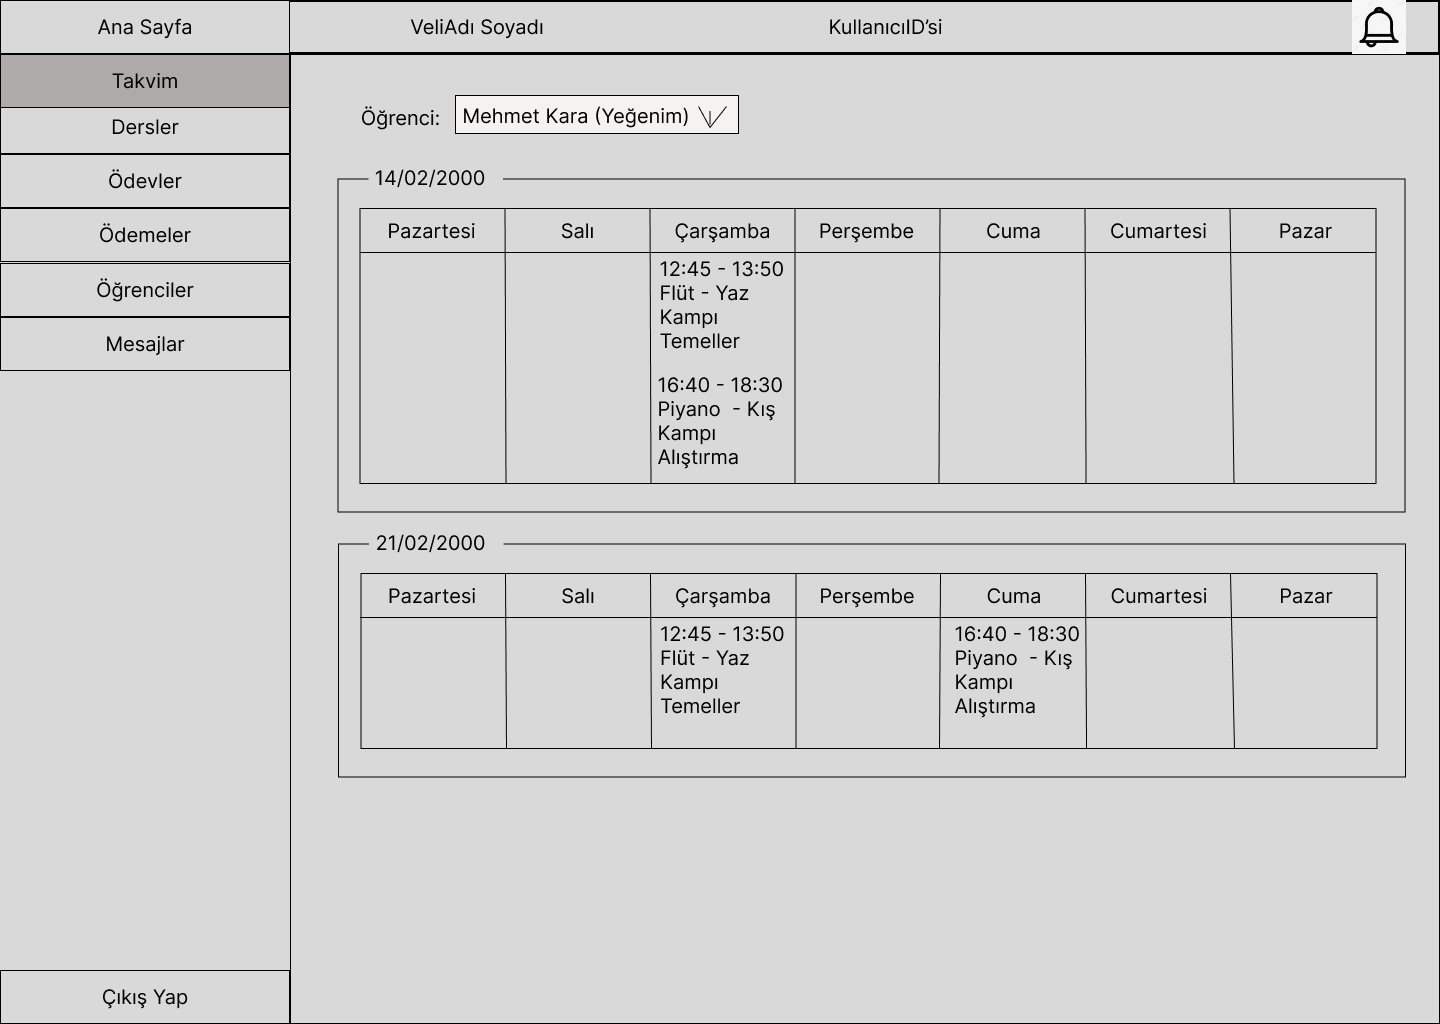 Ana Sayfa
VeliAdı Soyadı
KullanıcıID’si
Takvim
Dersler
Ödevler
Ödemeler
Öğrenciler
Mesajlar
Çıkış Yap
Öğrenci:
Mehmet Kara (Yeğenim)
14/02/2000
Pazartesi
Salı
Çarşamba
Perşembe
Cuma
Cumartesi
Pazar
12:45 - 13:50
Flüt - Yaz
Kampı
Temeller
16:40 - 18:30
Piyano  - Kış
Kampı
Alıştırma
21/02/2000
Pazartesi
Salı
Çarşamba
Perşembe
Cuma
Cumartesi
Pazar
12:45 - 13:50
Flüt - Yaz
Kampı
Temeller
16:40 - 18:30
Piyano  - Kış
Kampı
Alıştırma